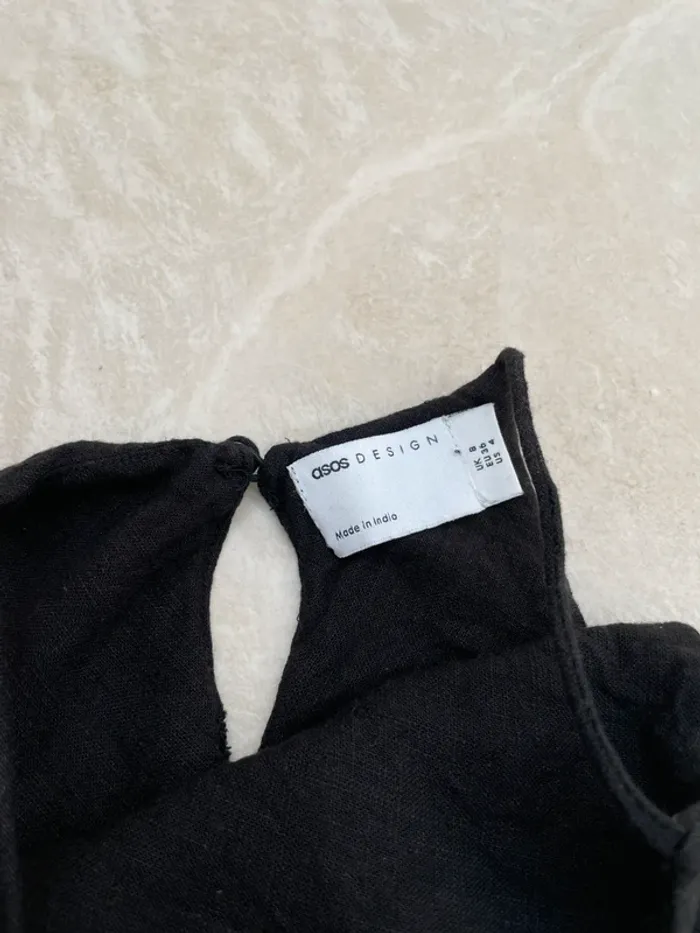 asos DESIGN
Made in India
UK 8
EU 36
US 4